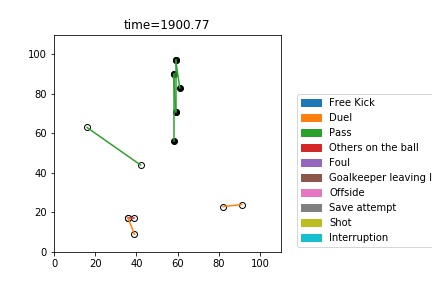 time=1900.77
100
80
60
40
20
0
0 20 40 60 80 100
Free Kick
Duel
Pass
Others on the ball
Foul
Goalkeeper leaving l
Offside
Save attempt
Shot
Interruption